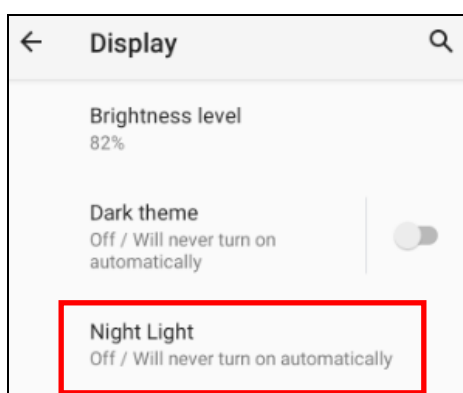 Display
Brightness level
82%
Dark theme
Off / Will never turn on
automatically
Night Light
Off / Will never turn on automatically